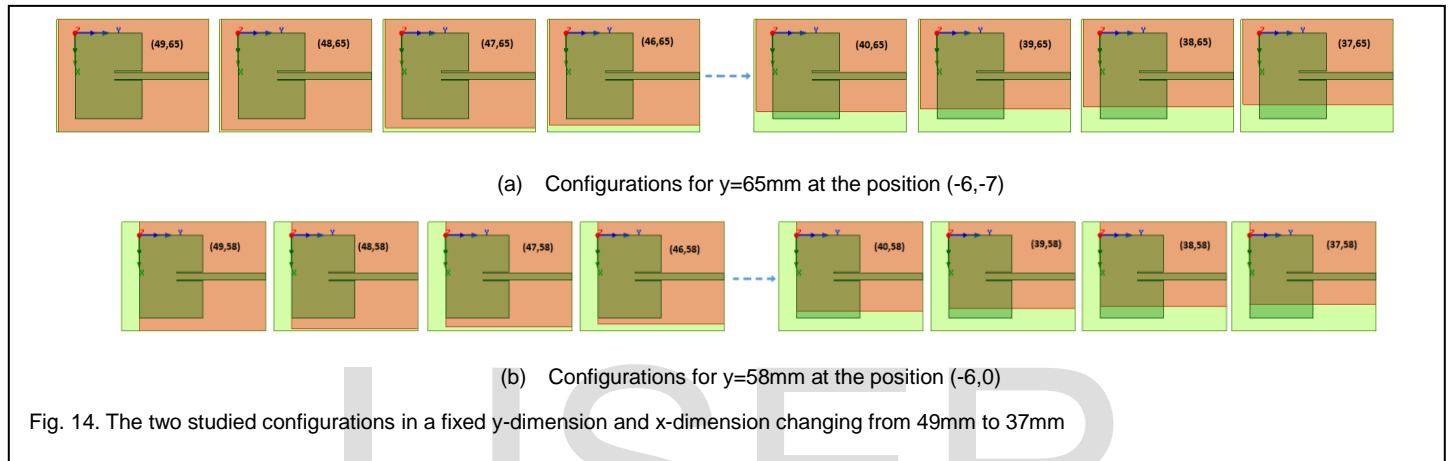 Z Y (49,65) Z Y (48,65) Z Y (47,65) Z Y (46,65) Z Y (40,65) Z Y (39,65) Z Y (38,65) Z Y (37,65)
X X X X X X X X
(a) Configurations for y=65mm at the position (-6,-7)
Z Y (49,58) Z Y (48,58) Z Y (47,58) Z Y (46,58) Z Y (40,58) Z Y (39,58) Z Y (38,58) Z Y (37,58)
X X X X X X X X
(b) Configurations for y=58mm at the position (-6,0)
Fig. 14. The two studied configurations in a fixed y-dimension and x-dimension changing from 49mm to 37mm